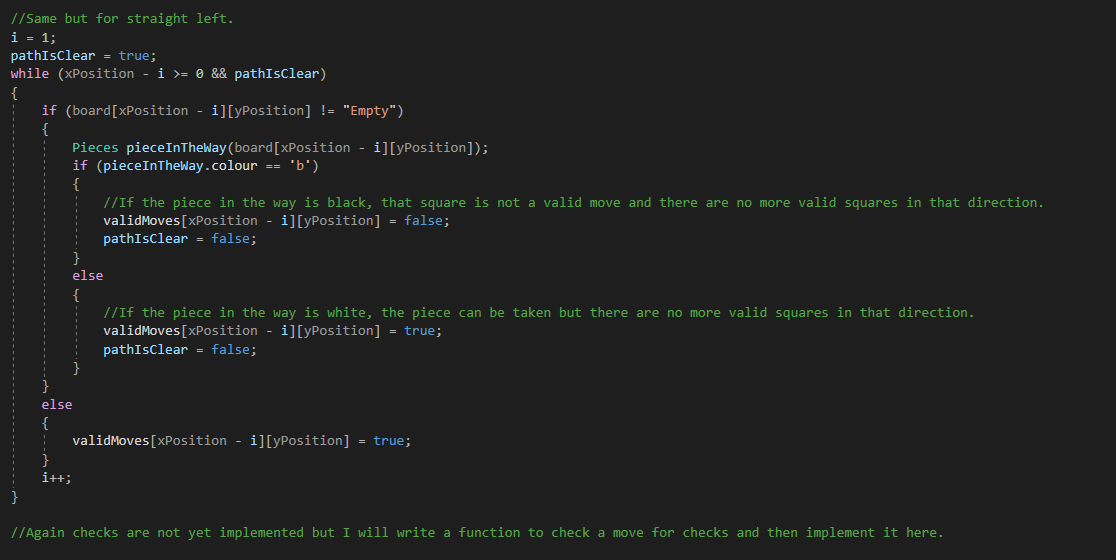 //Same but for straight left.
i = 1;
pathIsClear = true;
while (xPosition - i >= 0 && pathIsClear)
{
    if (board[xPosition - i][yPosition] != "Empty")
    {
        Pieces pieceInTheWay(board[xPosition - i][yPosition]);
        if (pieceInTheWay.colour == 'b')
        {
            //If the piece in the way is black, that square is not a valid move and there are no more valid squares in that direction.
            validMoves[xPosition - i][yPosition] = false;
            pathIsClear = false;
        }
        else
        {
            //If the piece in the way is white, the piece can be taken but there are no more valid squares in that direction.
            validMoves[xPosition - i][yPosition] = true;
            pathIsClear = false;
        }
    }
    else
    {
        validMoves[xPosition - i][yPosition] = true;
    }
    i++;
}

//Again checks are not yet implemented but I will write a function to check a move for checks and then implement it here.